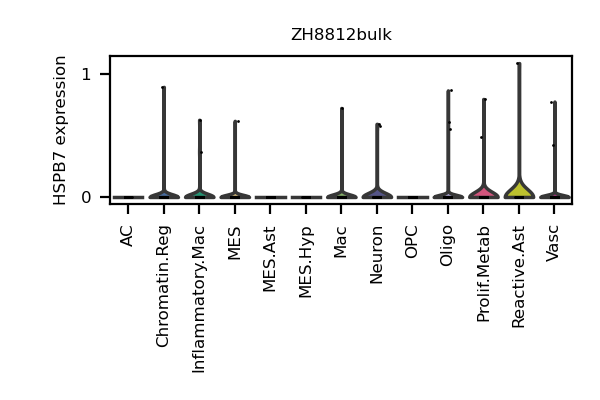 ZH8812bulk
HSPB7 expression
1
0
AC
Chromatin.Reg
Inflammatory.Mac
MES
MES.Ast
MES.Hyp
Mac
Neuron
OPC
Oligo
Prolif.Metab
Reactive.Ast
Vasc